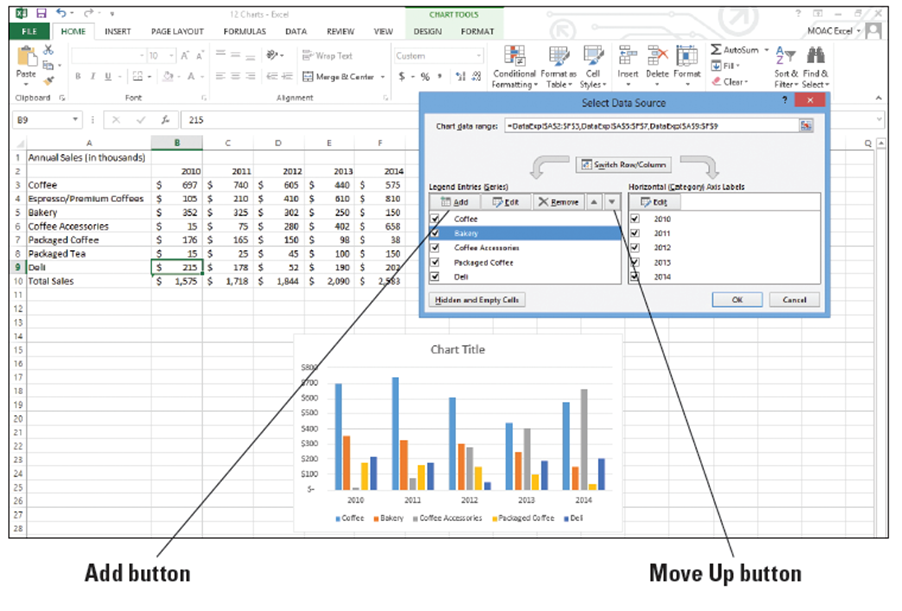 12 Charts - Excel
CHART TOOLS
FILE HOME INSERT PAGE LAYOUT FORMULAS DATA REVIEW VIEW DESIGN FORMAT MOAC Excel
10 Wrap Text Custom AutoSum
Fill
Clear
Paste B I U Merge & Center $ % Conditional Formatting Format as Table Cell Styles Insert Delete Format Sort & Filter Find & Select
Clipboard Font Alignment
B9 fx 215
A B C D E F Q
1 Annual Sales (in thousands)
2 2010 2011 2012 2013 2014
3 Coffee $ 697 $ 740 $ 605 $ 440 $ 575
4 Espresso/Premium Coffees $ 105 $ 210 $ 410 $ 610 $ 810
5 Bakery $ 352 $ 325 $ 302 $ 250 $ 150
6 Coffee Accessories $ 15 $ 75 $ 280 $ 402 $ 658
7 Packaged Coffee $ 176 $ 165 $ 150 $ 98 $ 38
8 Packaged Tea $ 15 $ 25 $ 45 $ 100 $ 150
9 Deli $ 215 $ 178 $ 52 $ 190 $ 202
10 Total Sales $ 1,575 $ 1,718 $ 1,844 $ 2,090 $ 2,583
11
12
13
14
15
16
17
18
19
20
21
22
23
24
25
26
27
28
Select Data Source ?
Chart data range: =DataExp!$A$2:$F$3,DataExp!$A$5:$F$7,DataExp!$A$9:$F$9
Switch Row/Column
Legend Entries (Series)
Add Edit Remove
Coffee
Bakery
Coffee Accessories
Packaged Coffee
Deli
Horizontal (Category) Axis Labels
Edit
2010
2011
2012
2013
2014
Hidden and Empty Cells OK Cancel
Chart Title
$800
$700
$600
$500
$400
$300
$200
$100
$-
2010 2011 2012 2013 2014
Coffee Bakery Coffee Accessories Packaged Coffee Deli
Add button
Move Up button